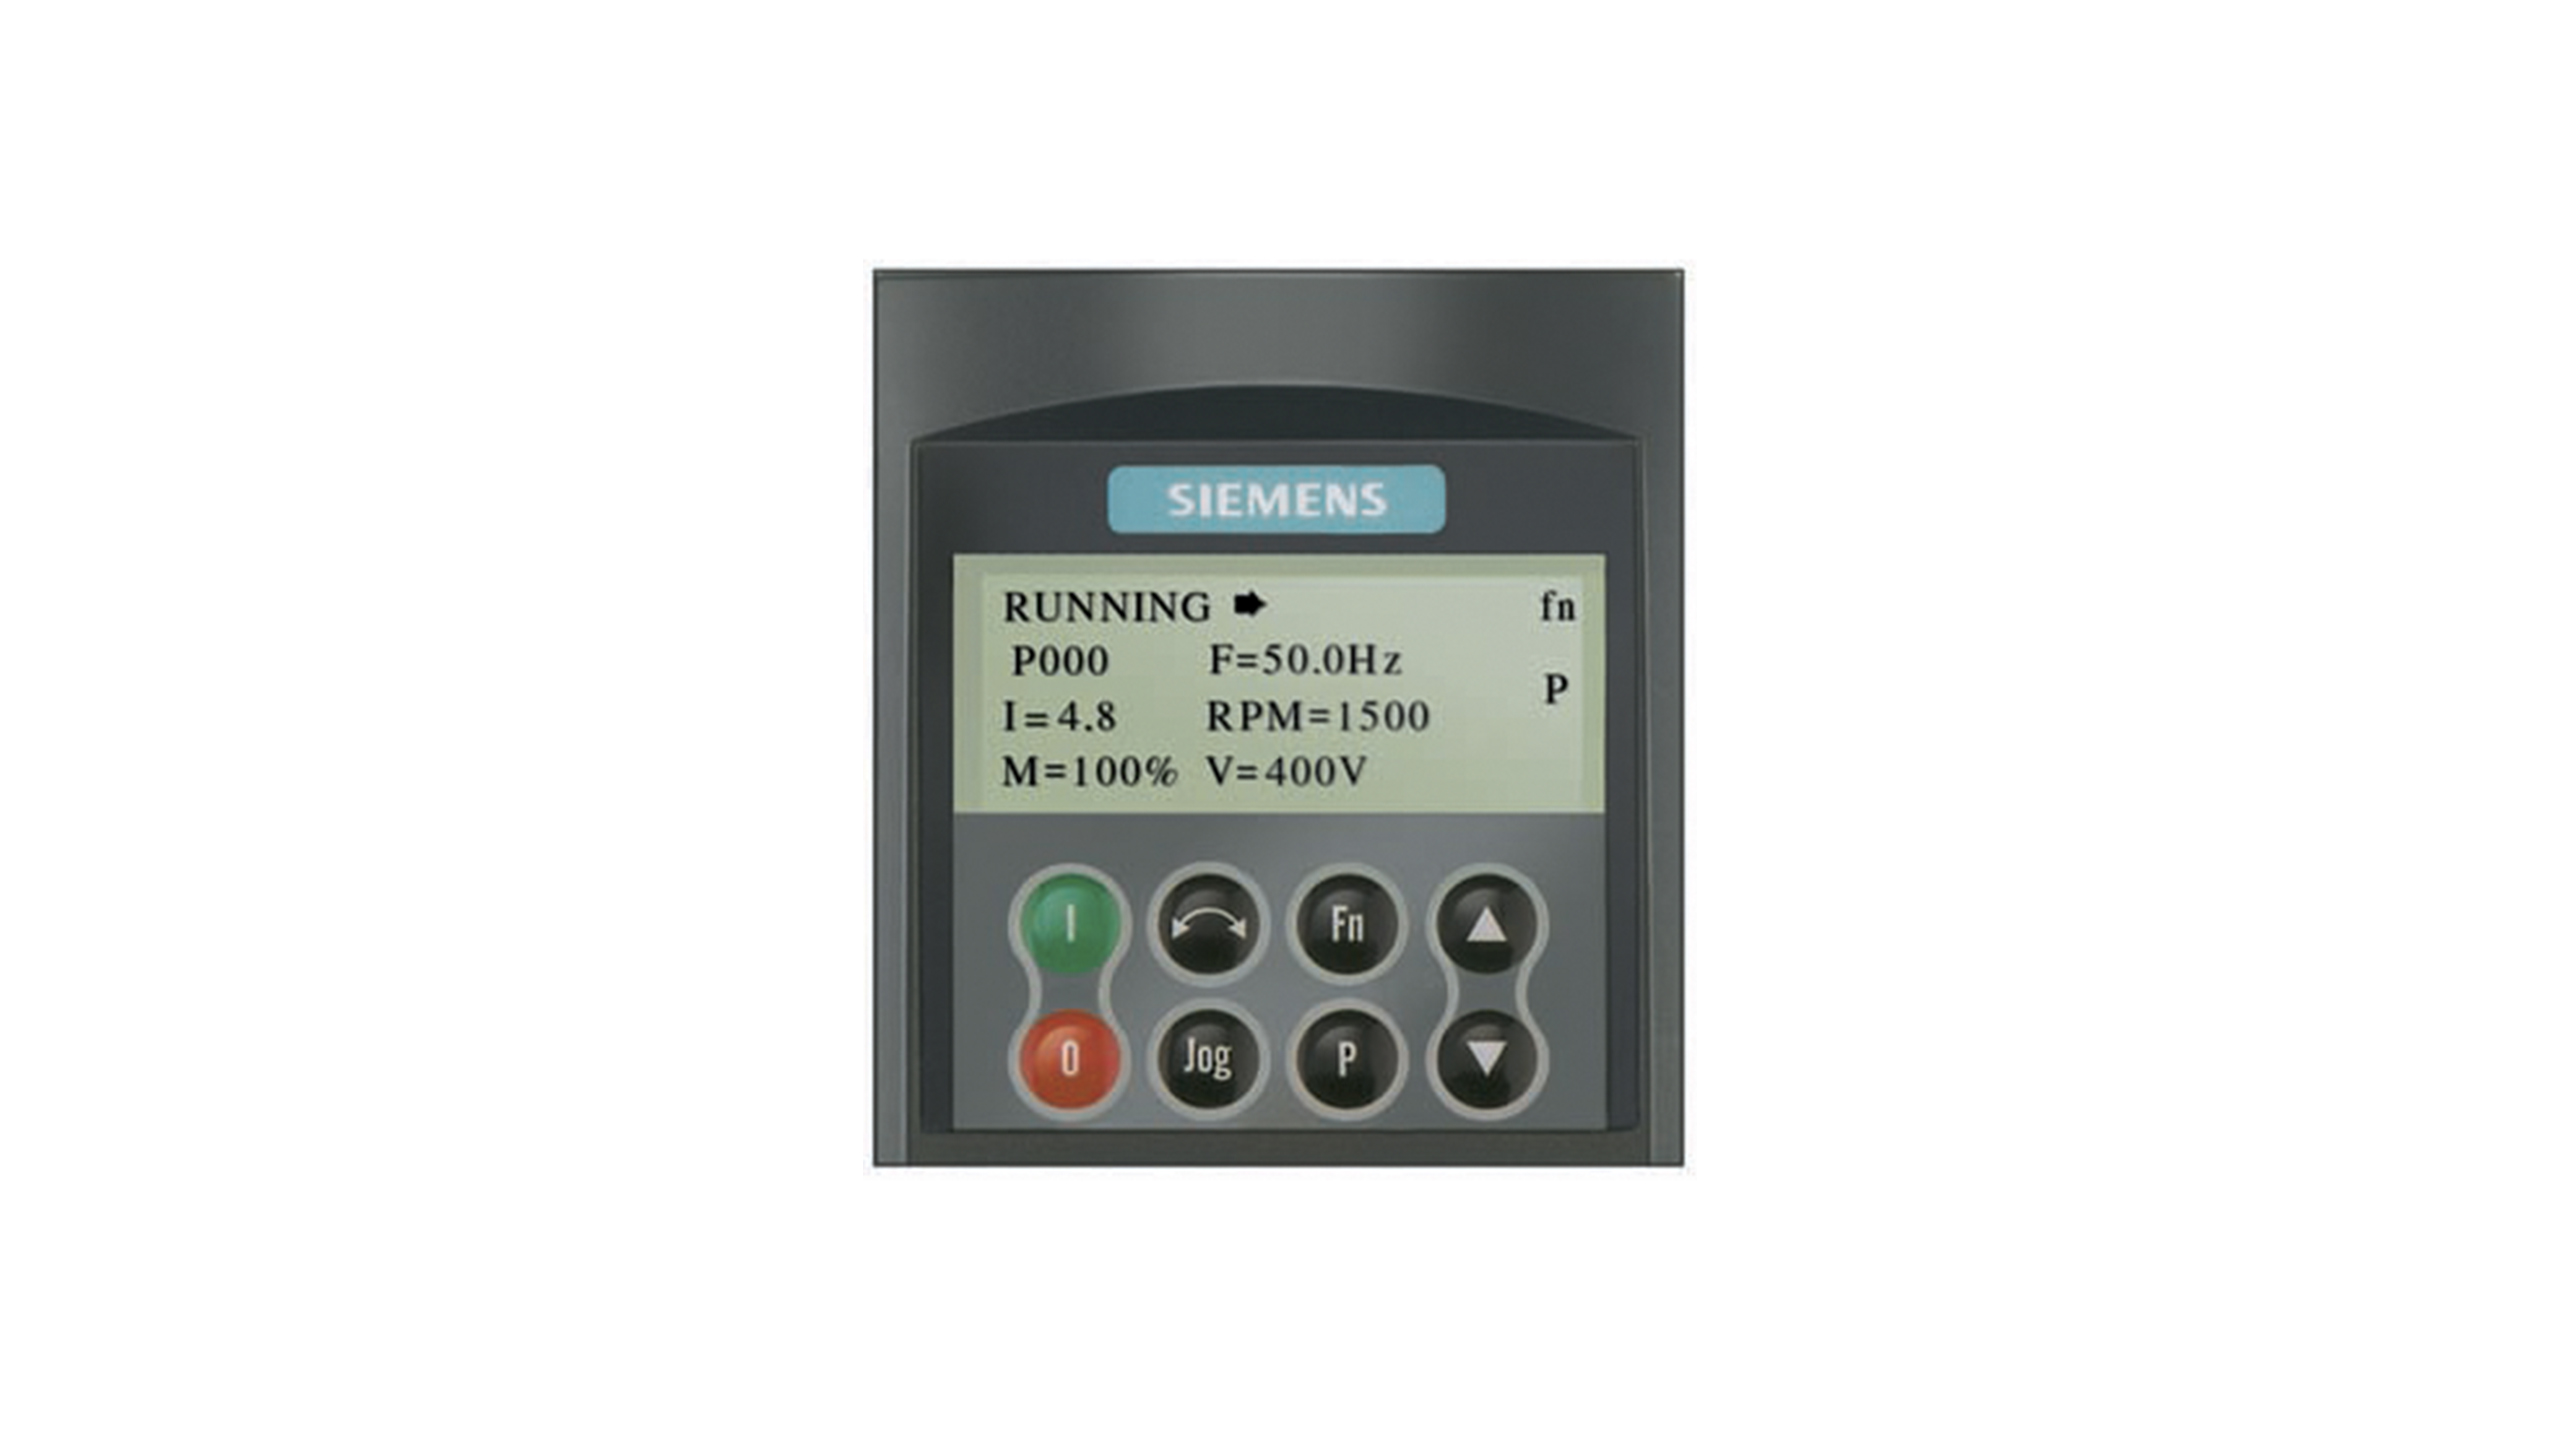 SIEMENS
RUNNING fn
P000 F=50.0Hz P
I=4.8 RPM=1500
M=100% V=400V
I Fn
0 Jog P